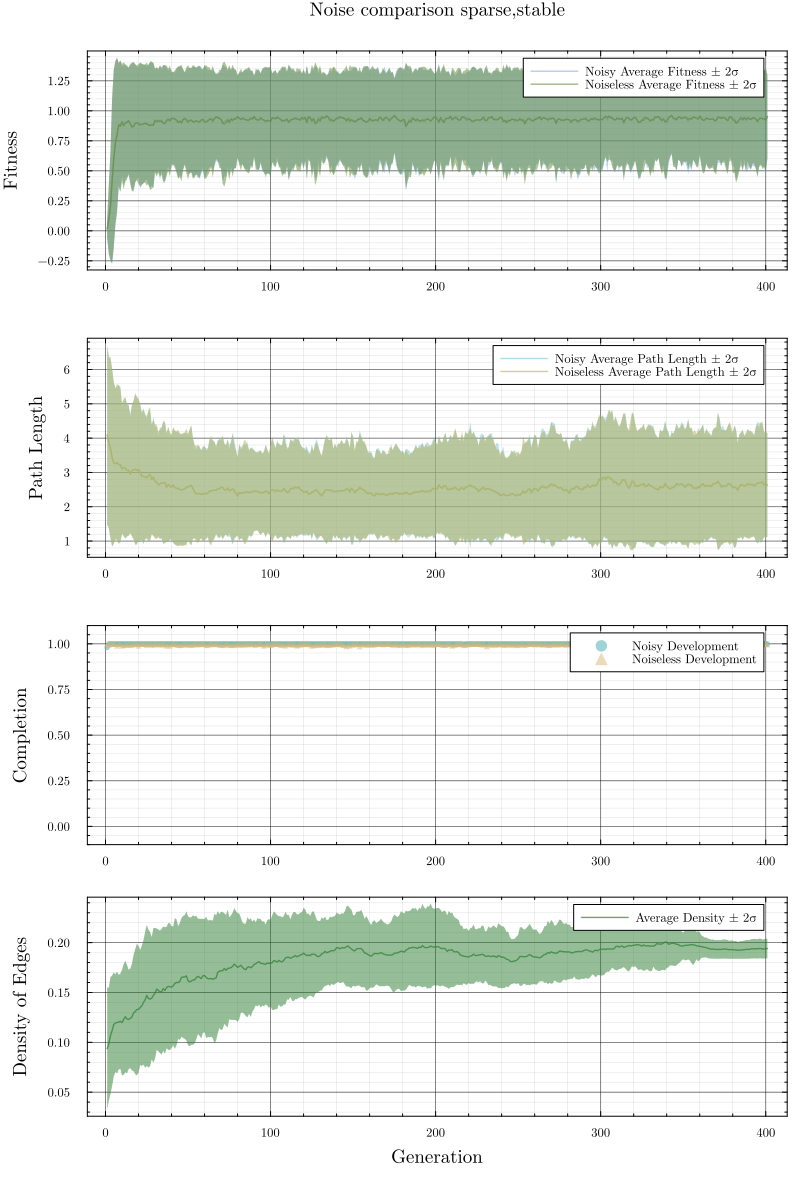 Noise comparison sparse,stable
Fitness
1.25
1.00
0.75
0.50
0.25
0.00
−0.25
Noisy Average Fitness ± 2σ
Noiseless Average Fitness ± 2σ
0 100 200 300 400
Path Length
6
5
4
3
2
1
Noisy Average Path Length ± 2σ
Noiseless Average Path Length ± 2σ
0 100 200 300 400
Completion
1.00
0.75
0.50
0.25
0.00
Noisy Development
Noiseless Development
0 100 200 300 400
Density of Edges
0.20
0.15
0.10
0.05
Average Density ± 2σ
0 100 200 300 400
Generation